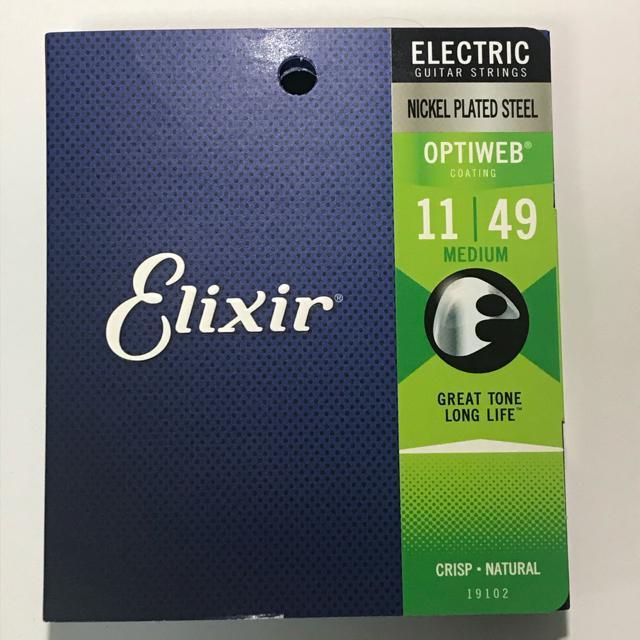 ELECTRIC
GUITAR STRINGS
NICKEL PLATED STEEL
OPTIWEB®
COATING
11 | 49
MEDIUM
Elixir®
GREAT TONE
LONG LIFE™
CRISP • NATURAL
19102